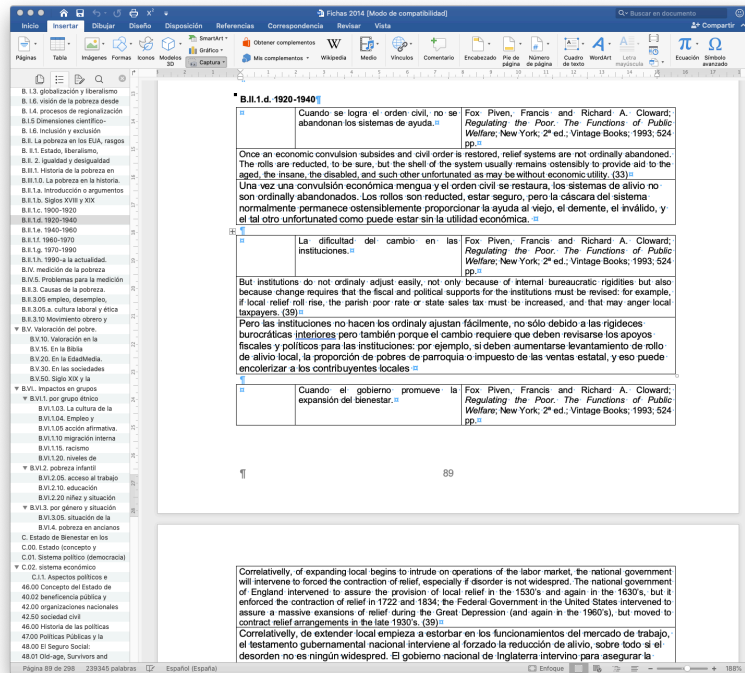 Fichas 2014 [Modo de compatibilidad]
Buscar en documento
Inicio Insertar Dibujar Diseño Disposición Referencias Correspondencia Revisar Vista Compartir
Páginas Tabla Imágenes Formas Iconos Modelos 3D SmartArt Gráfico Captura Obtener complementos Mis complementos Wikipedia Medio Vínculos Comentario Encabezado Pie de página Número de página Cuadro de texto WordArt Letra mayúscula Ecuación Símbolo avanzado
B. I.3. globalización y liberalismo
B. I.6. visión de la pobreza desde
B. I.4. procesos de regionalización
B.I.5 Dimensiones científico-
B. I.6. Inclusión y exclusión
B.II. La pobreza en los EUA, rasgos
B. II.1. Estado, liberalismo,
B.II. 2. igualdad y desigualdad
B.III.1. Historia de la pobreza en
B.III.1.0. La pobreza en la historia.
B.II.1.a. Introducción o argumentos
B.II.1.b. Siglos XVIII y XIX
B.II.1.c. 1900-1920
B.II.1.d. 1920-1940
B.II.1.e. 1940-1960
B.II.1.f. 1960-1970
B.II.1.g. 1970-1990
B.II.1.h. 1990-a la actualidad.
B.IV. medición de la pobreza
B.IV.5. Problemas para la medición
B.II.3. Causas de la pobreza.
B.II.3.05 empleo, desempleo,
B.II.3.05.a. cultura laboral y ética
B.II.3.10 Movimiento obrero y
B.V. Valoración del pobre.
B.V.10. Valoración en la
B.V.15. En la Biblia
B.V.20. En la EdadMedia.
B.V.30. En las sociedades
B.V.50. Siglo XIX y la
B.VI.. Impactos en grupos
B.VI.1. por grupo étnico
B.VI.1.03. La cultura de la
B.VI.1.04. Empleo y
B.VI.1.05 acción afirmativa.
B.VI.1.10 migración interna
B.VI.1.15. racismo
B.VI.1.20. niveles de
B.VI.2. pobreza infantil
B.VI.2.05. acceso al trabajo
B.VI.2.10. educación
B.VI.2.20 niñez y situación
B.VI.3. por género y situación
B.VI.3.05. situación de la
B.VI.4. pobreza en ancianos
C. Estado de Bienestar en los
C.00. Estado (concepto y
C.01. Sistema político (democracia)
C.02. sistema económico
C.I.1. Aspectos políticos e
46.00 Concepto del Estado de
40.02 beneficencia pública y
42.00 organizaciones nacionales
42.50 sociedad civil
46.00 Historia de las políticas
47.00 Políticas Públicas y la
48.00 El Seguro Social:
48.01 Old-age, Survivors and
B.II.1.d. 1920-1940¶
Cuando se logra el orden civil, no se
abandonan los sistemas de ayuda.
Fox Piven, Francis and Richard A. Cloward;
Regulating the Poor. The Functions of Public
Welfare; New York; 2ª ed.; Vintage Books; 1993; 524
pp.
Once an economic convulsion subsides and civil order is restored, relief systems are not ordinally abandoned.
The rolls are reducted, to be sure, but the shell of the system usually remains ostensibly to provide aid to the
aged, the insane, the disabled, and such other unfortunated as may be without economic utility. (33)
Una vez una convulsión económica mengua y el orden civil se restaura, los sistemas de alivio no
son ordinally abandonados. Los rollos son reducted, estar seguro, pero la cáscara del sistema
normalmente permanece ostensiblemente proporcionar la ayuda al viejo, el demente, el inválido, y
el tal otro unfortunated como puede estar sin la utilidad económica.
¶
La dificultad del cambio en las
instituciones.
Fox Piven, Francis and Richard A. Cloward;
Regulating the Poor. The Functions of Public
Welfare; New York; 2ª ed.; Vintage Books; 1993; 524
pp.
But institutions do not ordinaly adjust easily, not only because of internal bureaucratic rigidities but also
because change requires that the fiscal and political supports for the institutions must be revised: for example,
if local relief roll rise, the parish poor rate or state sales tax must be increased, and that may anger local
taxpayers. (39)
Pero las instituciones no hacen los ordinaly ajustan fácilmente, no sólo debido a las rigideces
burocráticas interiores pero también porque el cambio requiere que deben revisarse los apoyos
fiscales y políticos para las instituciones: por ejemplo, si deben aumentarse levantamiento de rollo
de alivio local, la proporción de pobres de parroquia o impuesto de las ventas estatal, y eso puede
encolerizar a los contribuyentes locales
¶
Cuando el gobierno promueve la
expansión del bienestar.
Fox Piven, Francis and Richard A. Cloward;
Regulating the Poor. The Functions of Public
Welfare; New York; 2ª ed.; Vintage Books; 1993; 524
pp.
¶ 89
Correlativelly, of expanding local begins to intrude on operations of the labor market, the national government
will intervene to forced the contraction of relief, especially if disorder is not widespred. The national government
of England intervented to assure the provision of local relief in the 1530's and again in the 1630's, but it
enforced the contraction of relief in 1722 and 1834; the Federal Government in the United States intervened to
assure a massive exansions of relief during the Great Depression (and again in the 1960's), but moved to
contract relief arrangements in the late 1930's. (39)
Correlativelly, de extender local empieza a estorbar en los funcionamientos del mercado de trabajo,
el testamento gubernamental nacional interviene al forzado la reducción de alivio, sobre todo si el
desorden no es ningún widespred. El gobierno nacional de Inglaterra intervino para asegurar la
Página 89 de 298 239345 palabras Español (España) Enfoque 188%